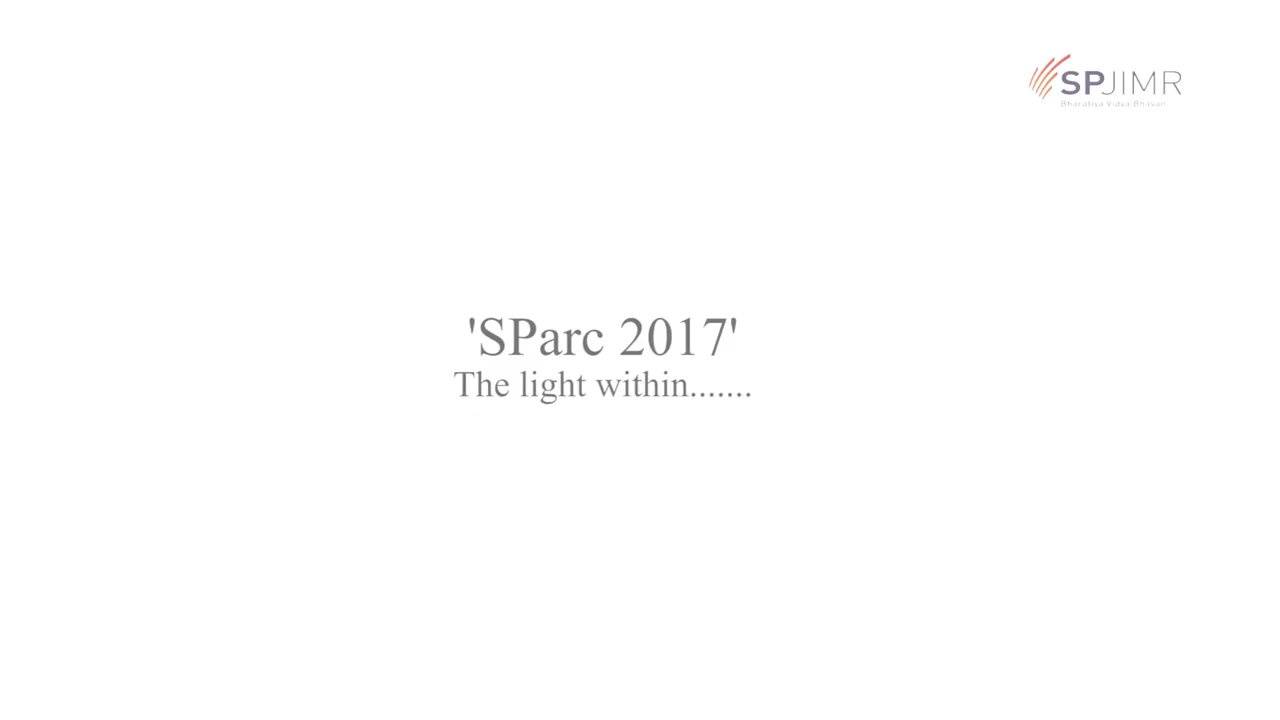 SPJIMR
Bharatiya Vidya Bhavan
'SParc 2017'
The light within.......